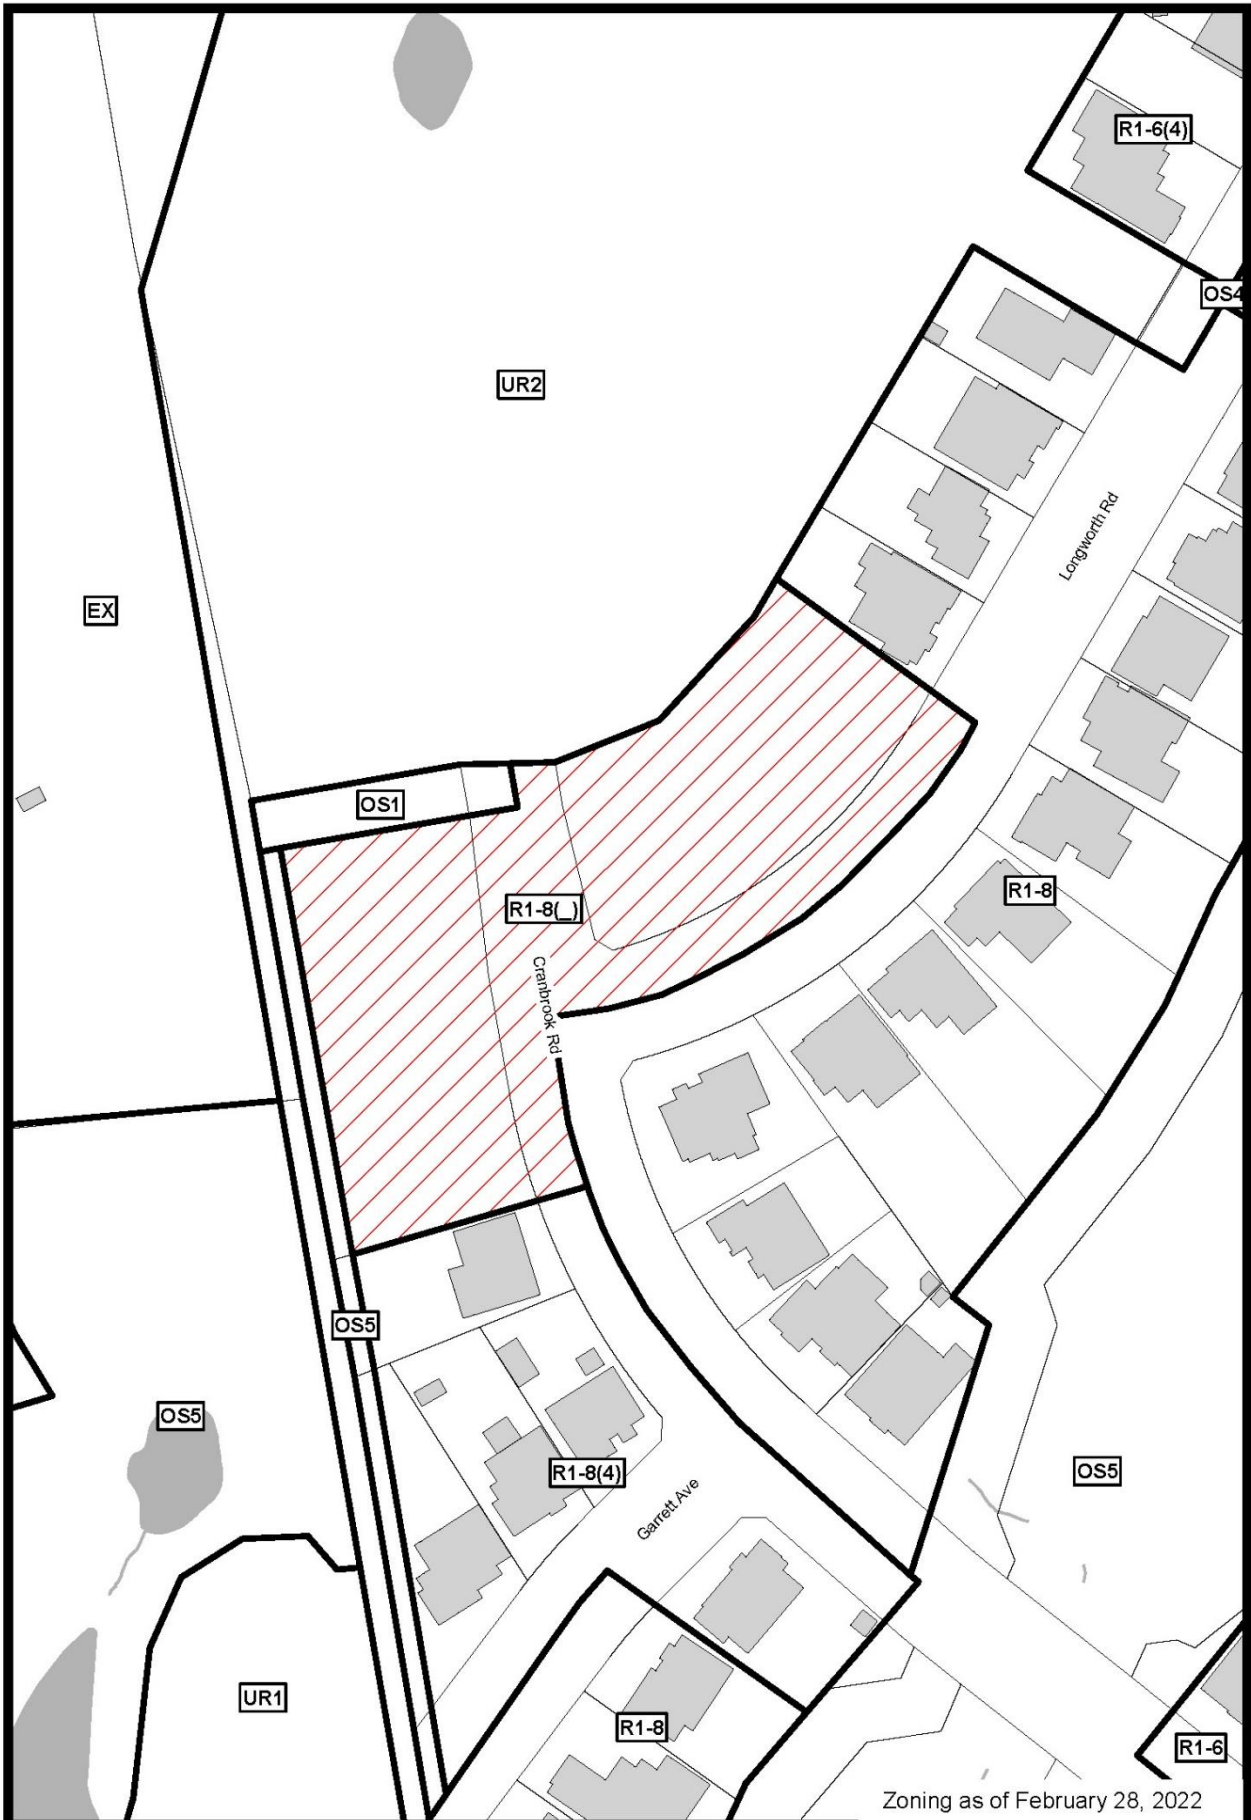 R1-6(4)
OS4
UR2
Longworth Rd
EX
OS1
R1-8
R1-8(_)
Cranbrook Rd
OS5
OS5
R1-8(4)
OS5
Garrett Ave
UR1
R1-8
R1-6
Zoning as of February 28, 2022